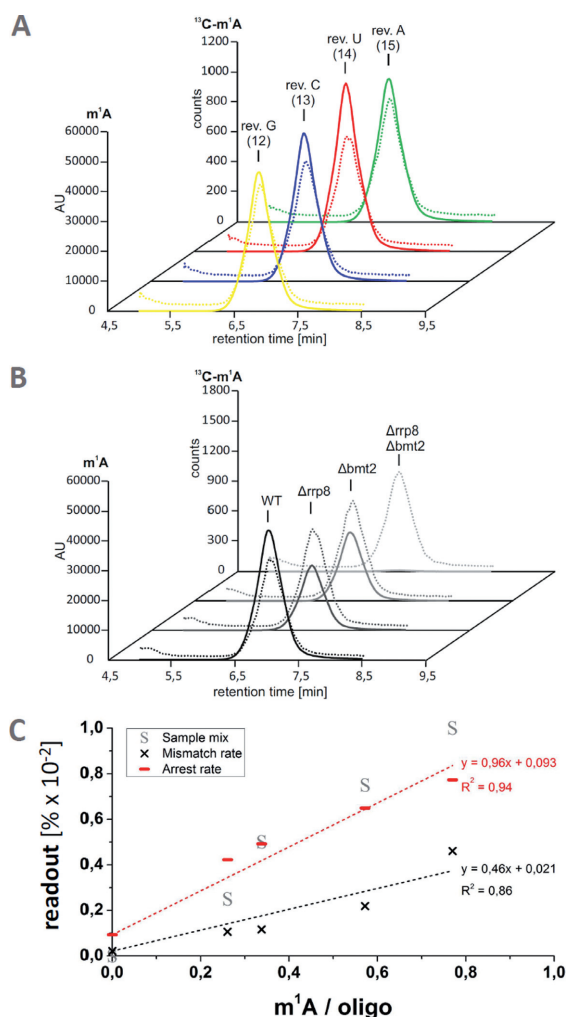 A
¹³C-m¹A
1200
1000
800
600
400
200
0
counts
rev. G
(12)
rev. C
(13)
rev. U
(14)
rev. A
(15)
m¹A
60000
50000
40000
30000
20000
10000
0
AU
4,5 5,5 6,5 7,5 8,5 9,5
retention time [min]
B
¹³C-m¹A
1800
1500
1200
900
600
300
0
counts
WT
Δrrp8
Δbmt2
Δrrp8
Δbmt2
m¹A
60000
50000
40000
30000
20000
10000
0
AU
4,5 5,5 6,5 7,5 8,5 9,5
retention time [min]
C
readout [% x 10⁻²]
1,0
0,8
0,6
0,4
0,2
0,0
S Sample mix
× Mismatch rate
Arrest rate
S
S
S
S
S
y = 0,96x + 0,093
R² = 0,94
y = 0,46x + 0,021
R² = 0,86
0,0 0,2 0,4 0,6 0,8 1,0
m¹A / oligo